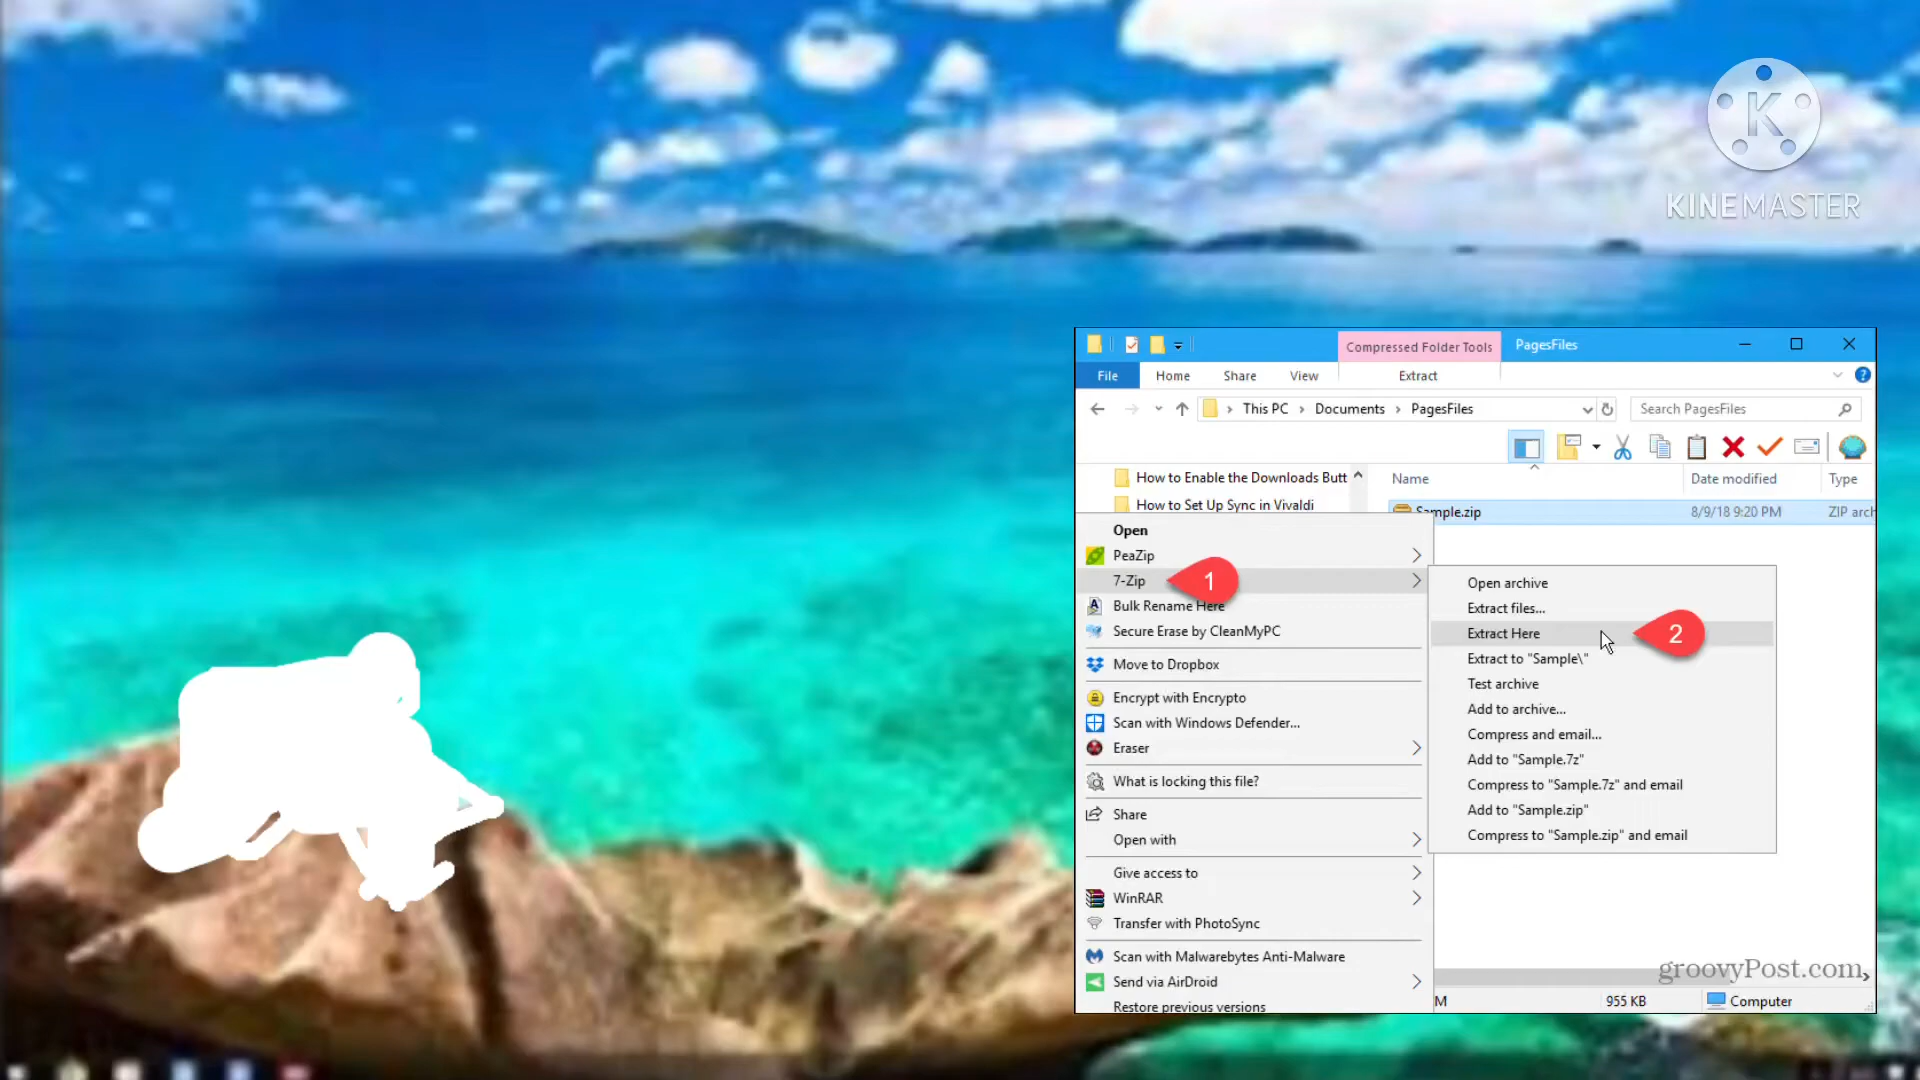 K
KINEMASTER
Compressed Folder Tools
PagesFiles
File
Home
Share
View
Extract
This PC
Documents
PagesFiles
Search PagesFiles
How to Enable the Downloads Butt
How to Set Up Sync in Vivaldi
Name
Date modified
Type
Sample.zip
8/9/18 9:20 PM
ZIP arch
Open
PeaZip
7-Zip
1
Bulk Rename Here
Secure Erase by CleanMyPC
Move to Dropbox
Encrypt with Encrypto
Scan with Windows Defender...
Eraser
What is locking this file?
Share
Open with
Give access to
WinRAR
Transfer with PhotoSync
Scan with Malwarebytes Anti-Malware
Send via AirDroid
Restore previous versions
Open archive
Extract files...
Extract Here
2
Extract to "Sample\"
Test archive
Add to archive...
Compress and email...
Add to "Sample.7z"
Compress to "Sample.7z" and email
Add to "Sample.zip"
Compress to "Sample.zip" and email
groovyPost.com
M
955 KB
Computer